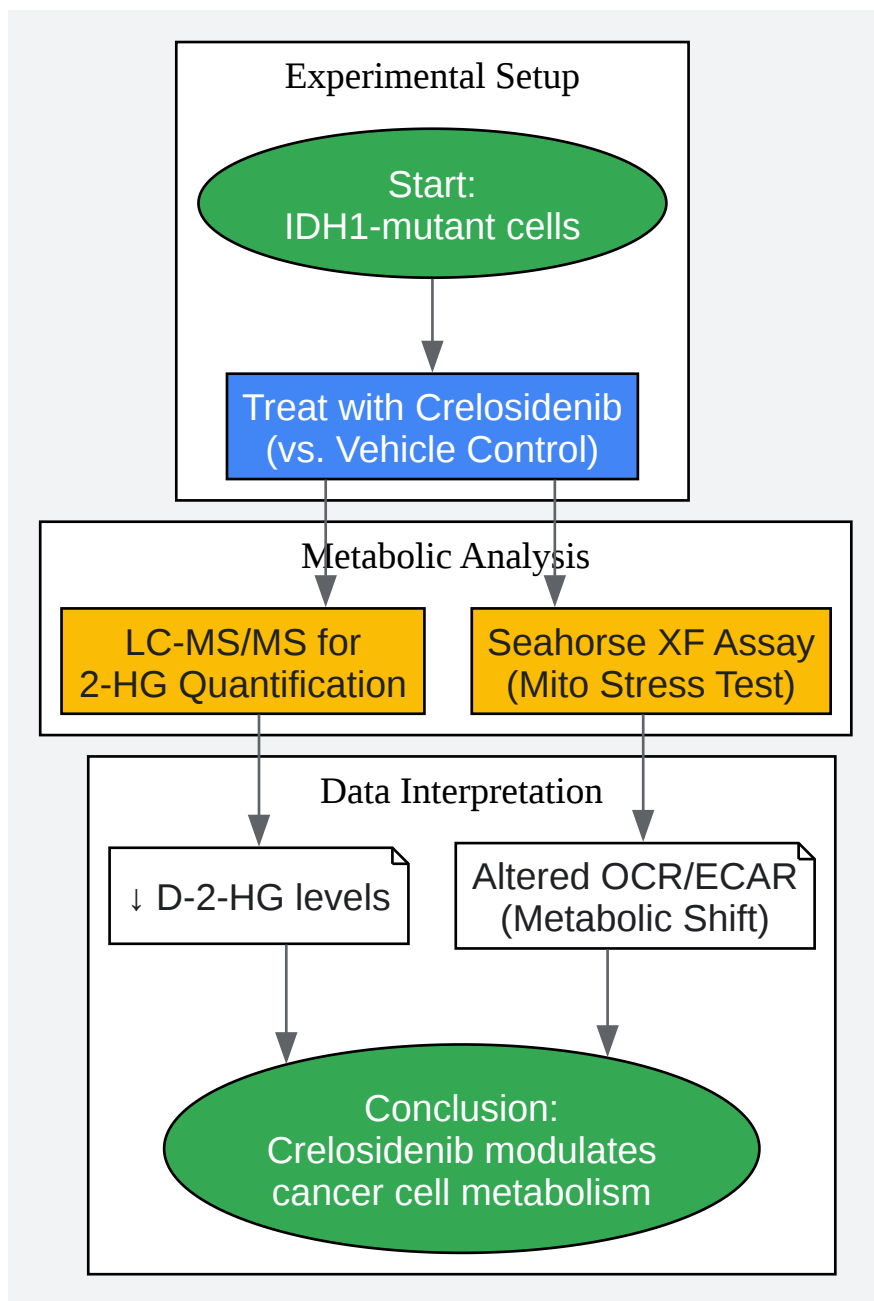 Experimental Setup
Start:
IDH1-mutant cells
Treat with Crelosidenib
(vs. Vehicle Control)
Metabolic Analysis
LC-MS/MS for
2-HG Quantification
Seahorse XF Assay
(Mito Stress Test)
Data Interpretation
↓ D-2-HG levels
Altered OCR/ECAR
(Metabolic Shift)
Conclusion:
Crelosidenib modulates
cancer cell metabolism